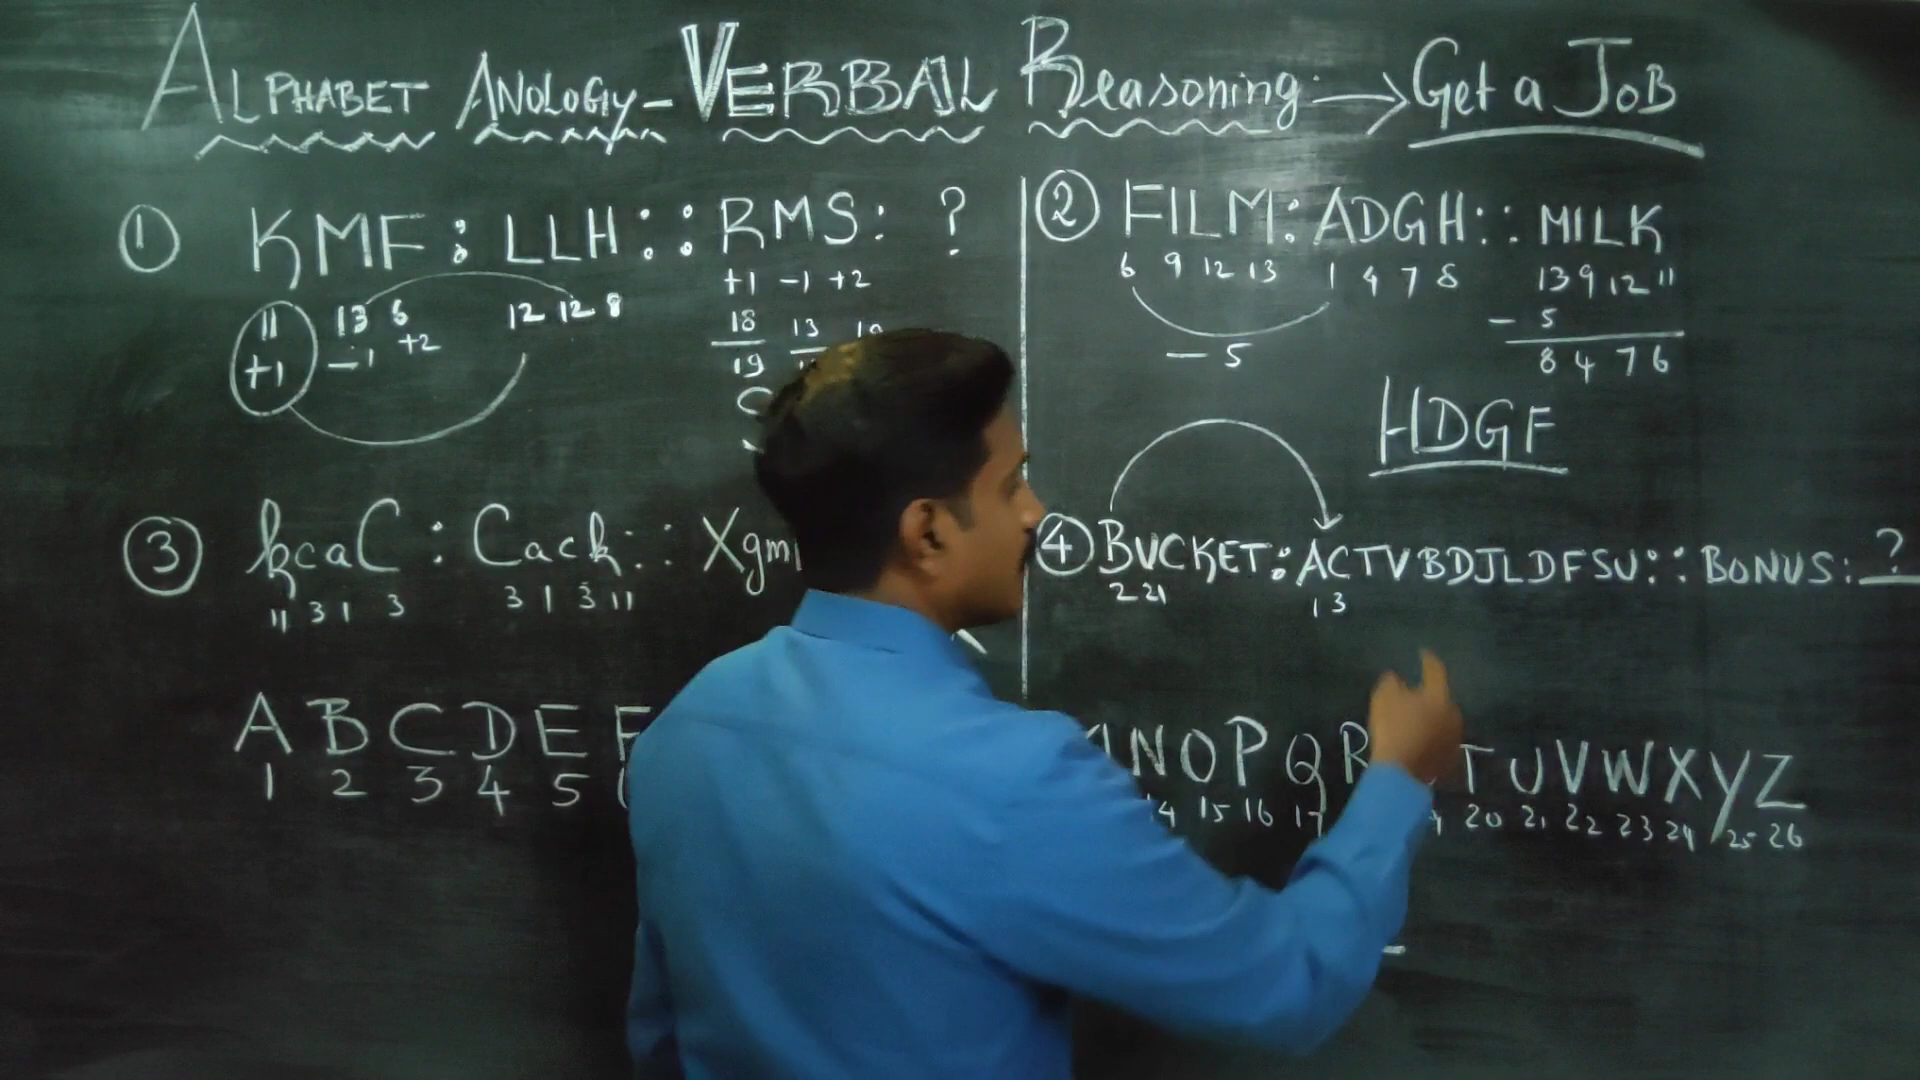 ALPHABET ANOLOGY - VERBAL Reasoning → Get a JOB
① KMF : LLH :: RMS : ?
11 13 6 12 12 8
+1 -1 +2
+1 -1 +2
18 13 19
19
② FILM : ADGH :: MILK
6 9 12 13 1 4 7 8 13 9 12 11
- 5
- 5
8 4 7 6
HDGF
③ kcaC : Cack :: Xgm
11 3 1 3 3 1 3 11
④ BUCKET : ACTVBDJLDFSU :: BONUS : ?
2 21 1 3
A B C D E F N O P Q R T U V W X Y Z
1 2 3 4 5 15 16 17 20 21 22 23 24 25 26